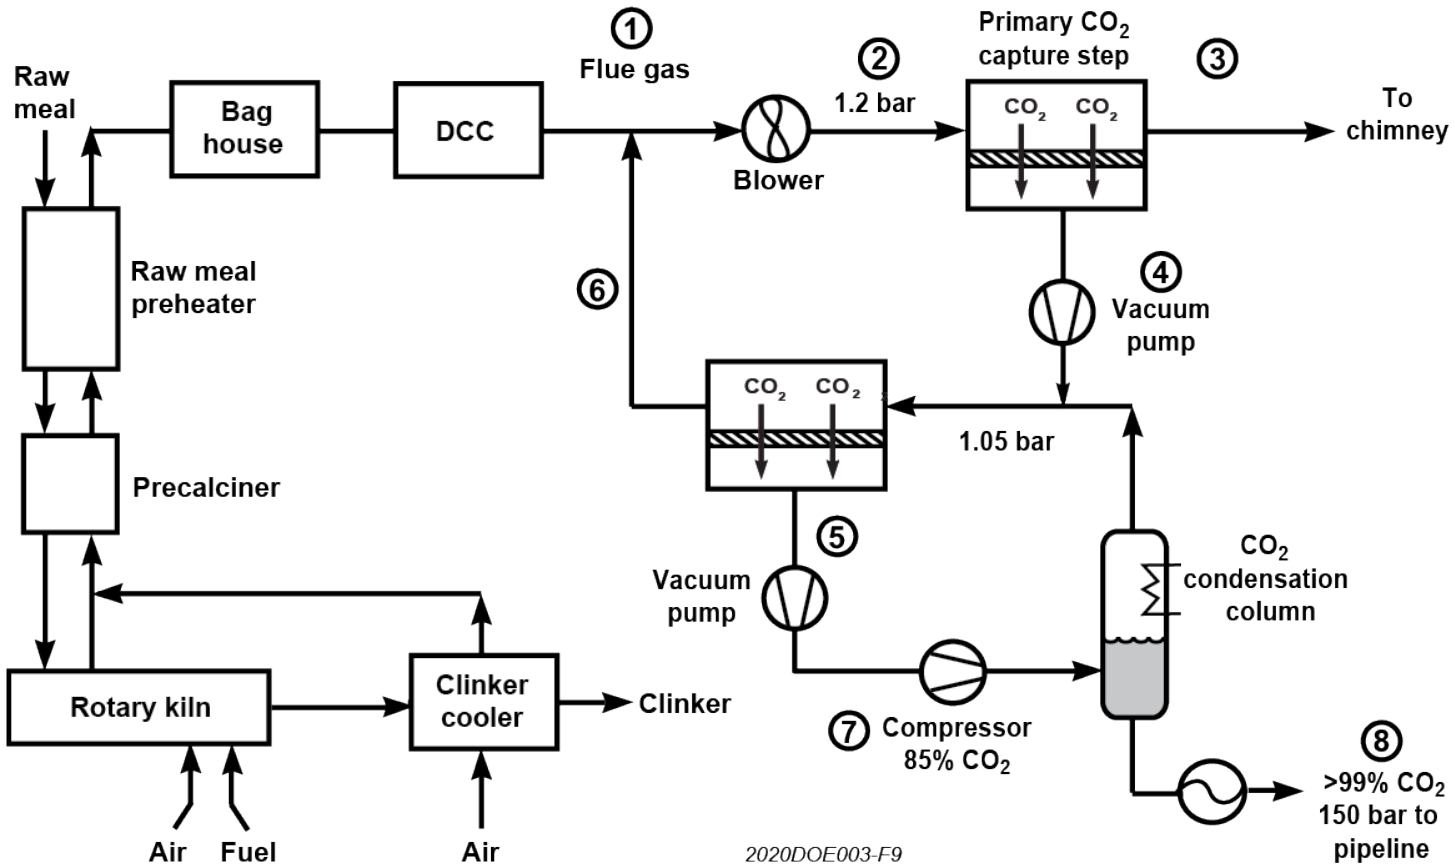 1
Flue gas
2
1.2 bar
Primary CO2
capture step
CO2 CO2
3
To
chimney
Raw
meal
Bag
house
DCC
Blower
Raw meal
preheater
6
4
Vacuum
pump
CO2 CO2
1.05 bar
Precalciner
5
Vacuum
pump
CO2
condensation
column
Rotary kiln
Clinker
cooler
Clinker
7
Compressor
85% CO2
8
>99% CO2
150 bar to
pipeline
Air
Fuel
Air
2020DOE003-F9